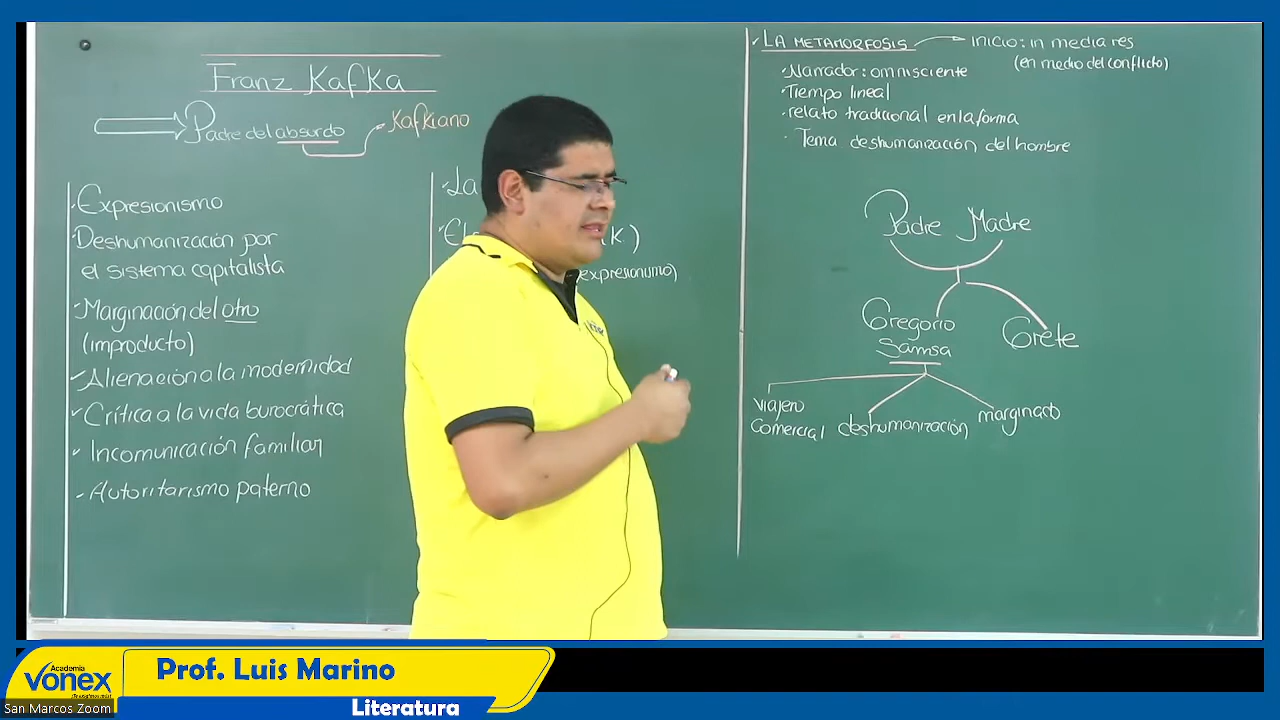 Franz Kafka
Padre del absurdo
Kafkiano
Expresionismo
Deshumanización por
el sistema capitalista
Marginación del otro
(improducto)
Alienación a la modernidad
Crítica a la vida burocrática
Incomunicación familiar
Autoritarismo paterno
La
K)
expresionismo)
LA METAMORFOSIS
inicio: in media res
(en medio del conflicto)
Narrador: omnisciente
Tiempo lineal
relato tradicional en la forma
Tema deshumanización del hombre
Padre Madre
Gregorio
Samsa
Grete
viajero
Comercial
deshumanización
marginado
Academia
vonex
San Marcos Zoom
Prof. Luis Marino
Literatura